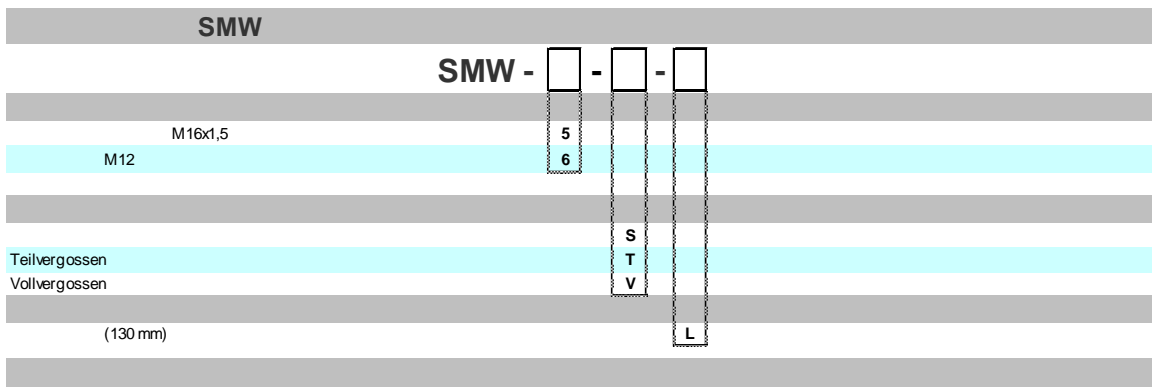 SMW
SMW - - -
M16x1,5 5
M12 6
S
Teilvergossen T
Vollvergossen V
(130 mm) L